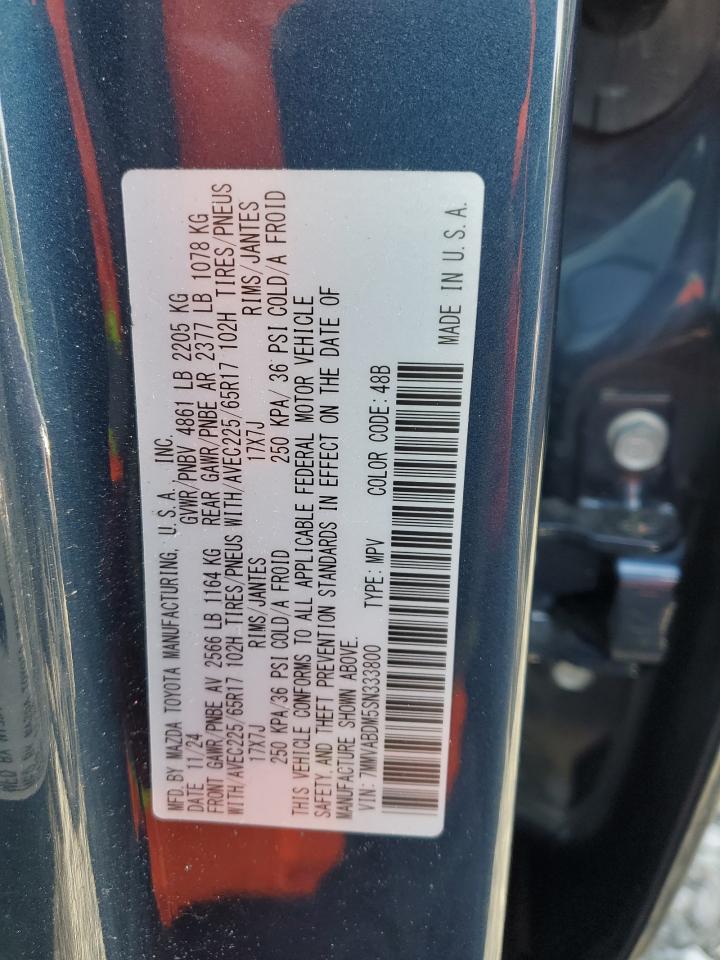 MFD.BY MAZDA TOYOTA MANUFACTURING, U.S.A. INC.
DATE 11/24 GVWR/PNBV 4861 LB 2205 KG
FRONT GAWR/PNBE AV 2566 LB 1164 KG REAR GAWR/PNBE AR 2377 LB 1078 KG
WITH/AVEC225/65R17 102H TIRES/PNEUS WITH/AVEC225/65R17 102H TIRES/PNEUS
17X7J RIMS/JANTES 17X7J RIMS/JANTES
250 KPA/36 PSI COLD/A FROID 250 KPA/ 36 PSI COLD/A FROID
THIS VEHICLE CONFORMS TO ALL APPLICABLE FEDERAL MOTOR VEHICLE
SAFETY,AND THEFT PREVENTION STANDARDS IN EFFECT ON THE DATE OF
MANUFACTURE SHOWN ABOVE.
VIN: 7MMVABDM5SN333800 TYPE: MPV COLOR CODE: 48B
MADE IN U.S.A.